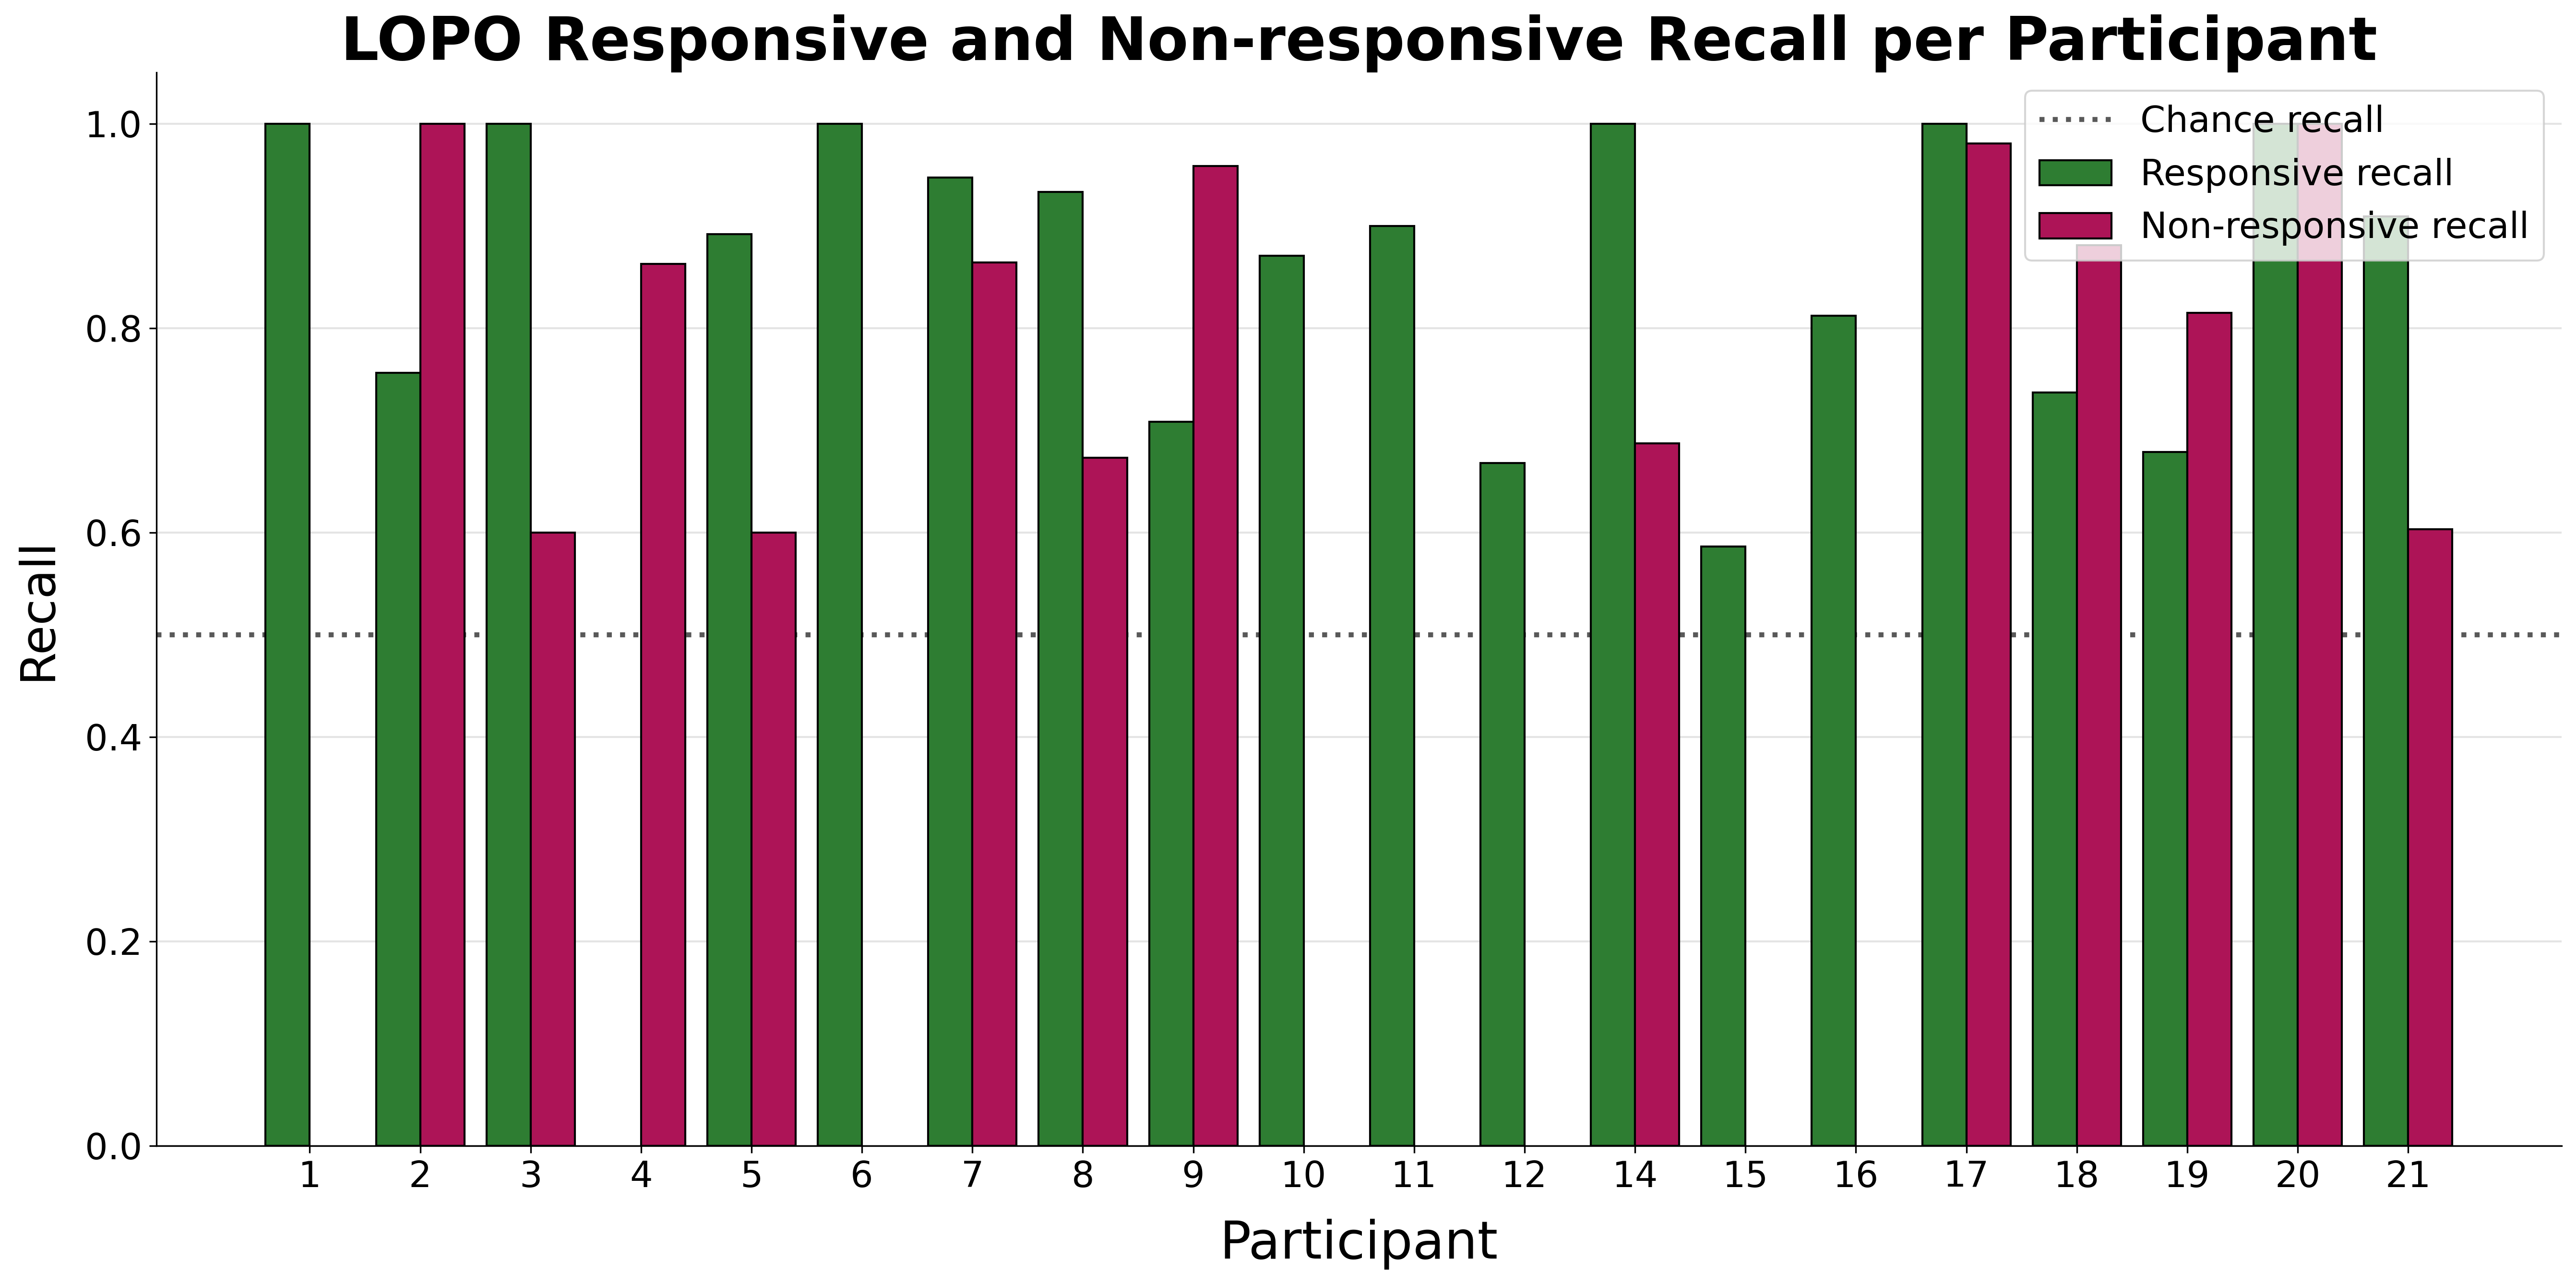 LOPO Responsive and Non-responsive Recall per Participant
Chance recall
Responsive recall
Non-responsive recall
1.0
0.8
0.6
0.4
0.2
0.0
Recall
1 2 3 4 5 6 7 8 9 10 11 12 14 15 16 17 18 19 20 21
Participant